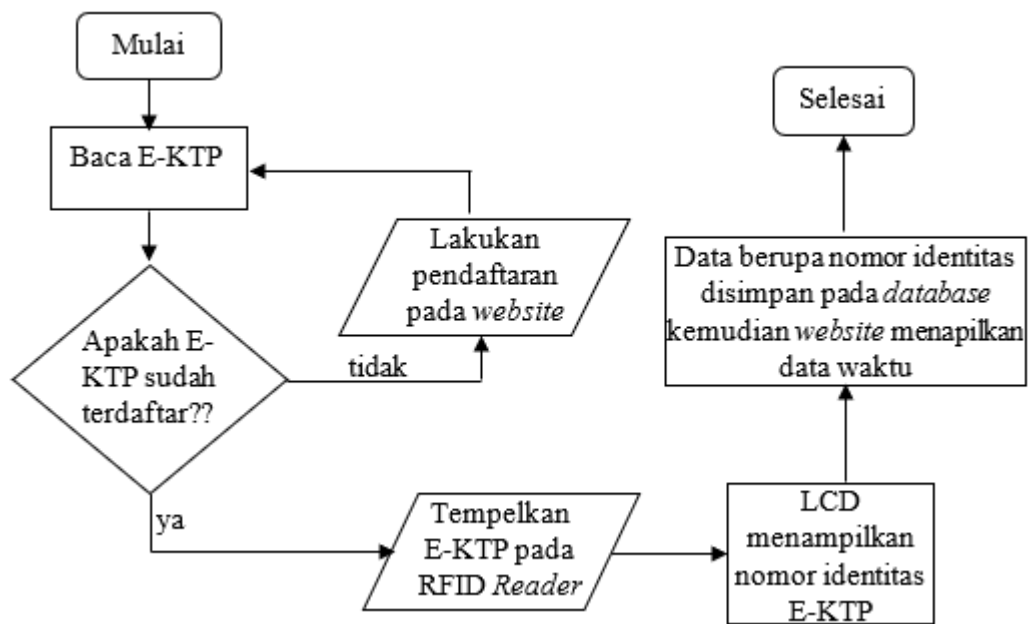 Mulai
Baca E-KTP
Apakah E-
KTP sudah
terdaftar??
tidak
Lakukan
pendaftaran
pada website
ya
Tempelkan
E-KTP pada
RFID Reader
LCD
menampilkan
nomor identitas
E-KTP
Data berupa nomor identitas
disimpan pada database
kemudian website menapilkan
data waktu
Selesai